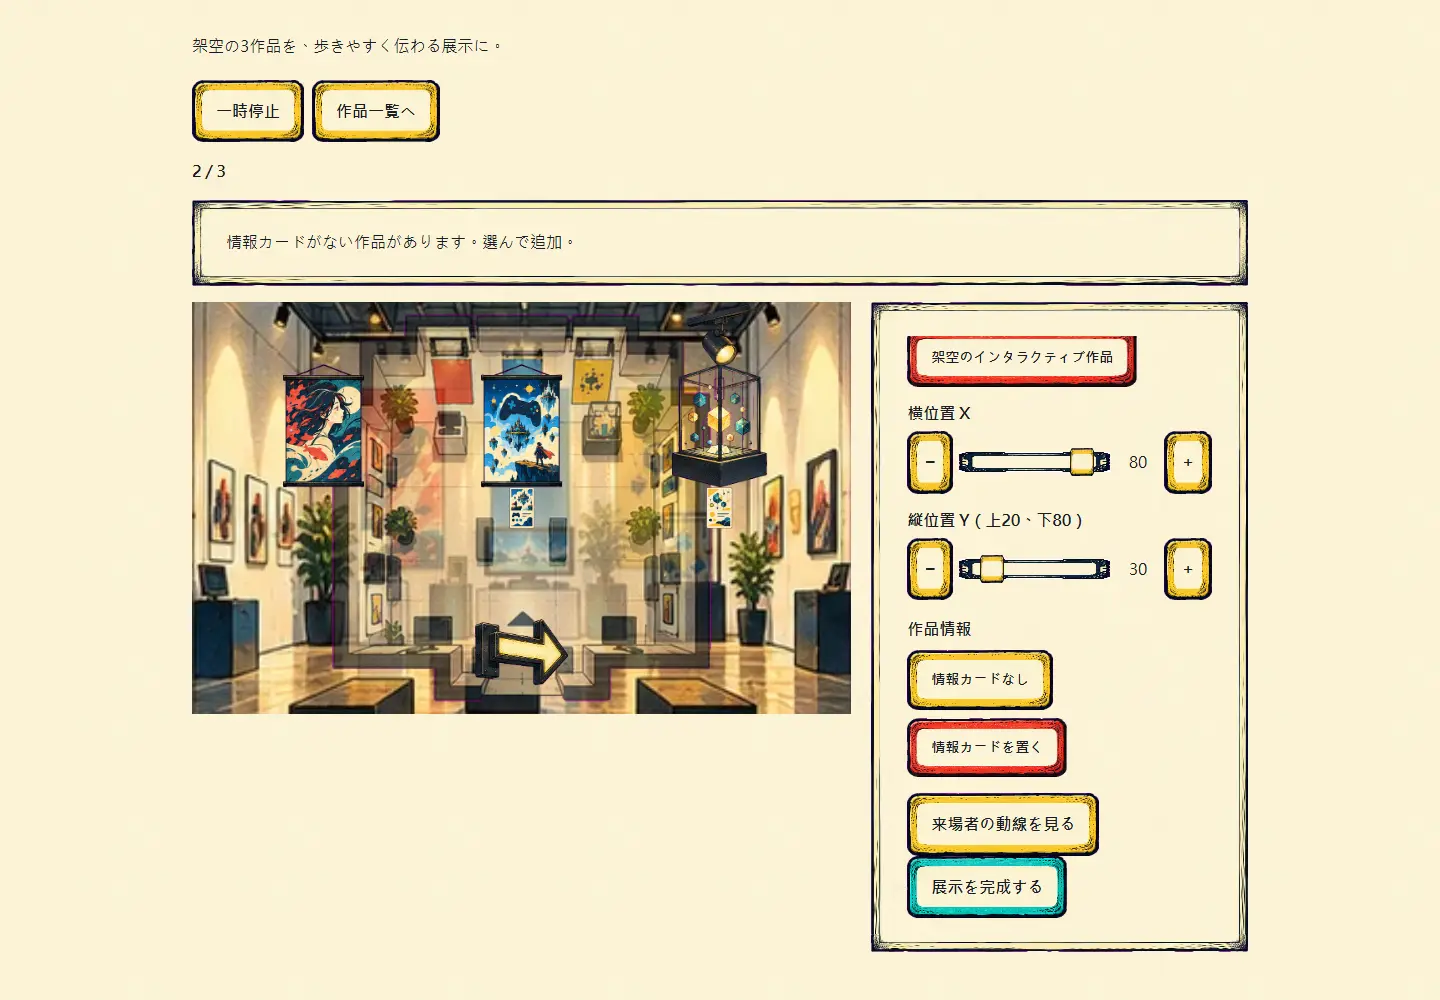 架空の3作品を、歩きやすく伝わる展示に。
一時停止
作品一覧へ
2 / 3
情報カードがない作品があります。選んで追加。
架空のインタラクティブ作品
横位置 X
−
80
+
縦位置 Y ( 上20、下80 )
−
30
+
作品情報
情報カードなし
情報カードを置く
来場者の動線を見る
展示を完成する